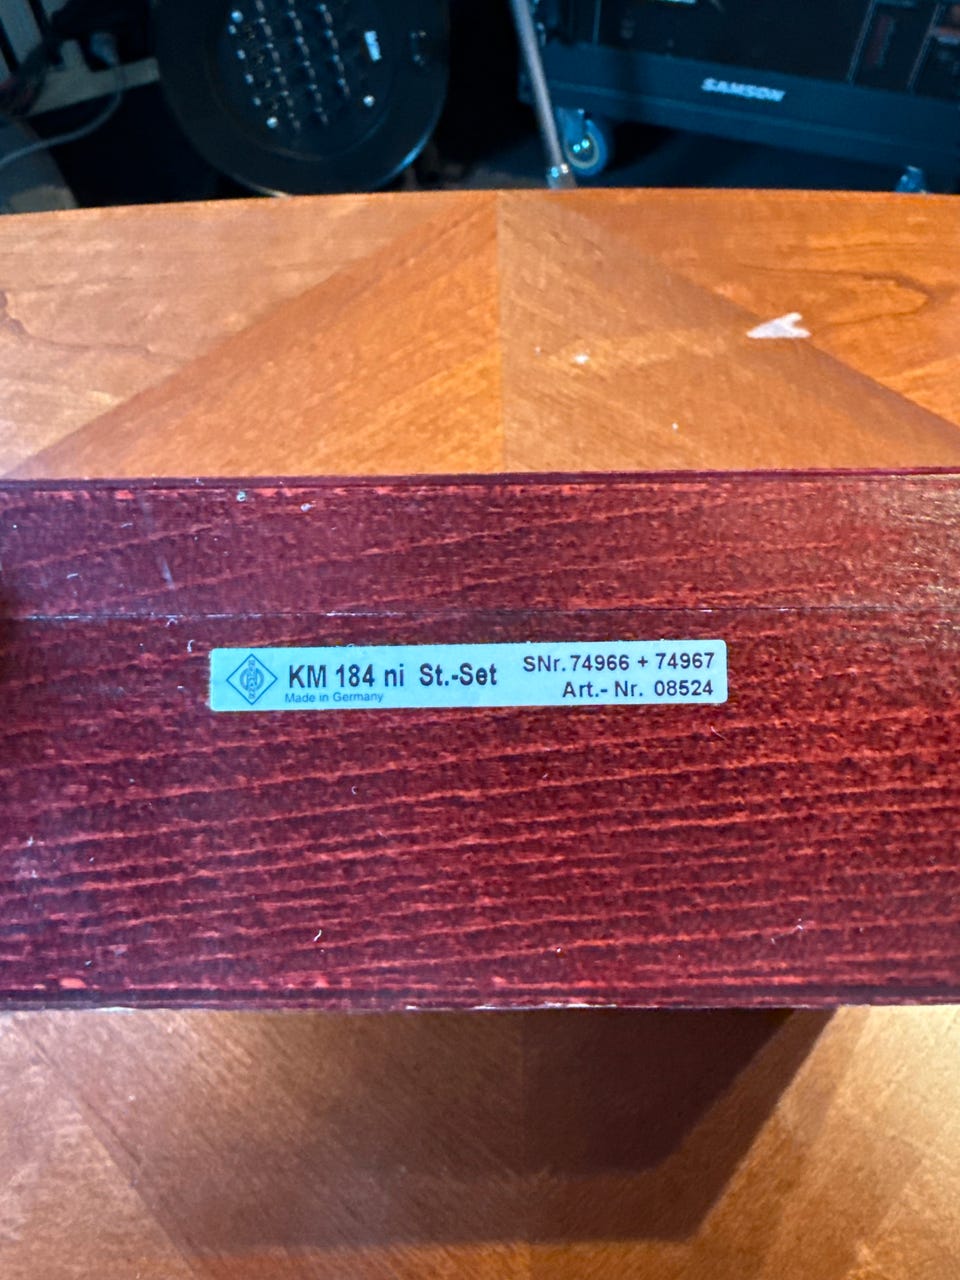 SAMSON
KM 184 ni St.-Set
Made in Germany
SNr.74966 + 74967
Art.- Nr. 08524